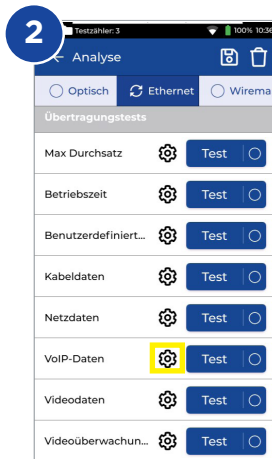 2
Testzähler: 3 100% 10:36
← Analyse
Optisch Ethernet Wirema
Übertragungstests
Max Durchsatz Test
Betriebszeit Test
Benutzerdefiniert... Test
Kabeldaten Test
Netzdaten Test
VoIP-Daten Test
Videodaten Test
Videoüberwachun... Test